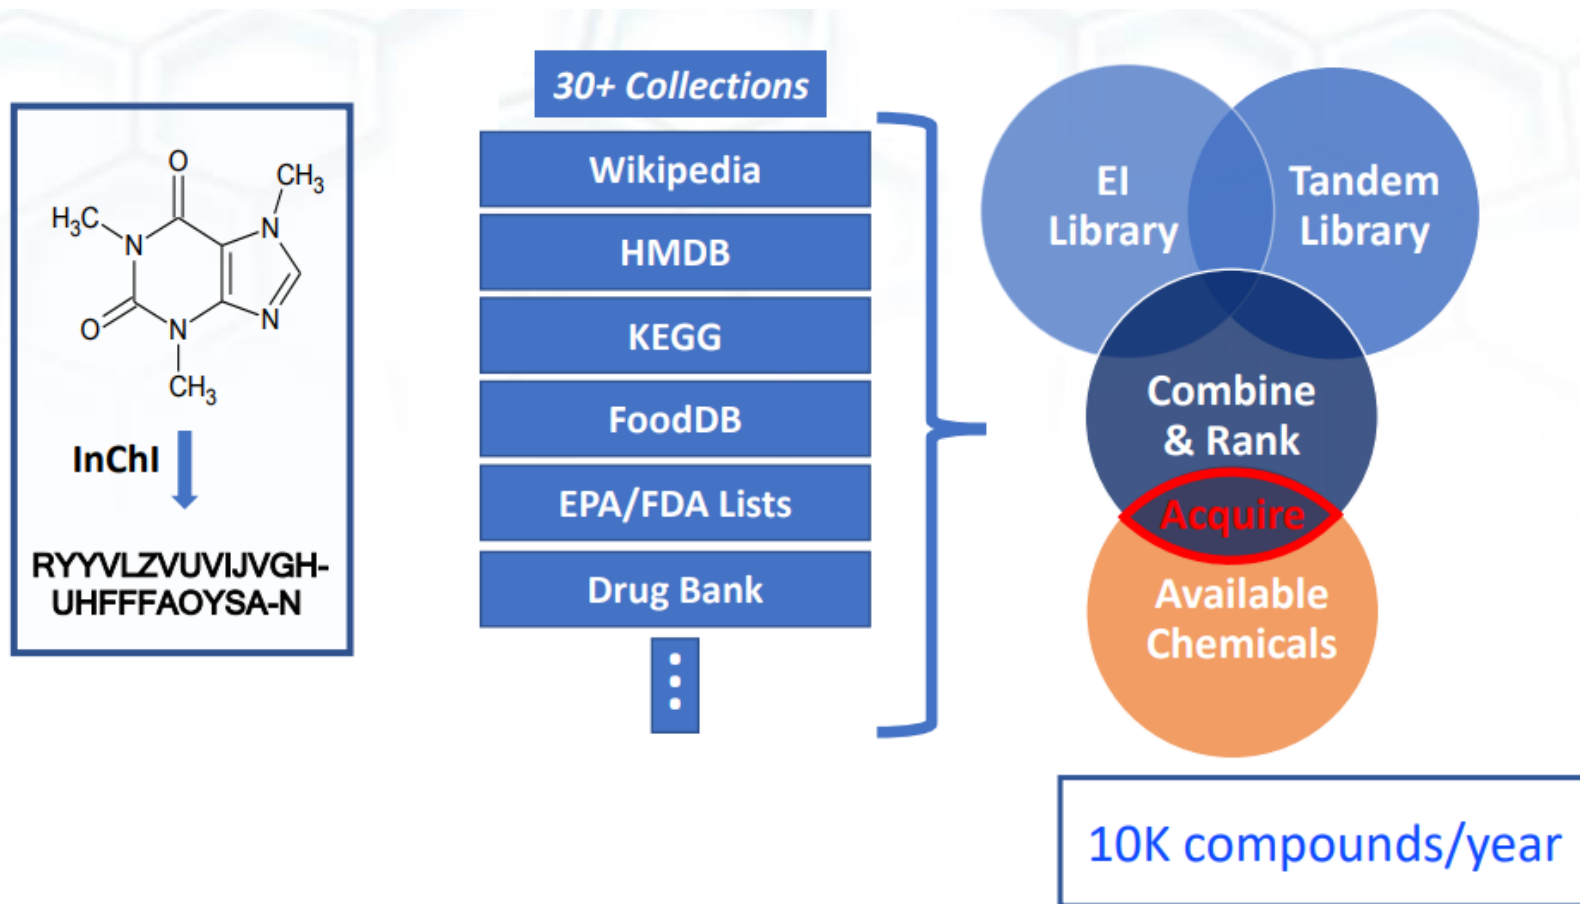 O
CH₃
H₃C
N
N
O
N
N
CH₃
InChI
RYYVLZVUVIJVGH-
UHFFFAOYSA-N
30+ Collections
Wikipedia
HMDB
KEGG
FoodDB
EPA/FDA Lists
Drug Bank
⋮
EI
Library
Tandem
Library
Combine
& Rank
Acquire
Available
Chemicals
10K compounds/year